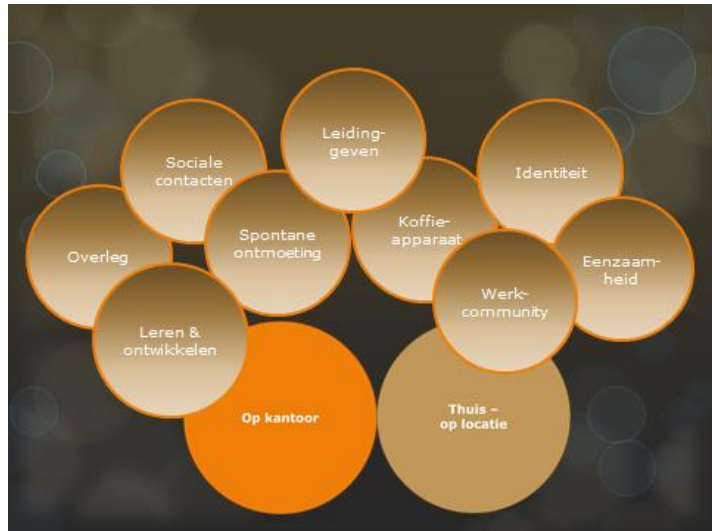 Leiding-
geven
Sociale
contacten
Identiteit
Koffie-
apparaat
Spontane
ontmoeting
Overleg
Eenzaam-
heid
Werk-
community
Leren &
ontwikkelen
Op kantoor
Thuis –
op locatie